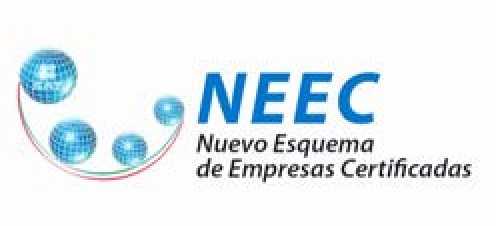 NEEC
Nuevo Esquema
de Empresas Certificadas